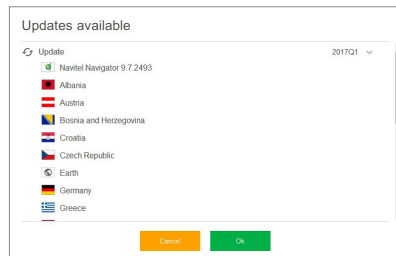 Updates available
Update 2017Q1
Navitel Navigator 9.7.2493
Albania
Austria
Bosnia and Herzegovina
Croatia
Czech Republic
Earth
Germany
Greece
Cancel Ok